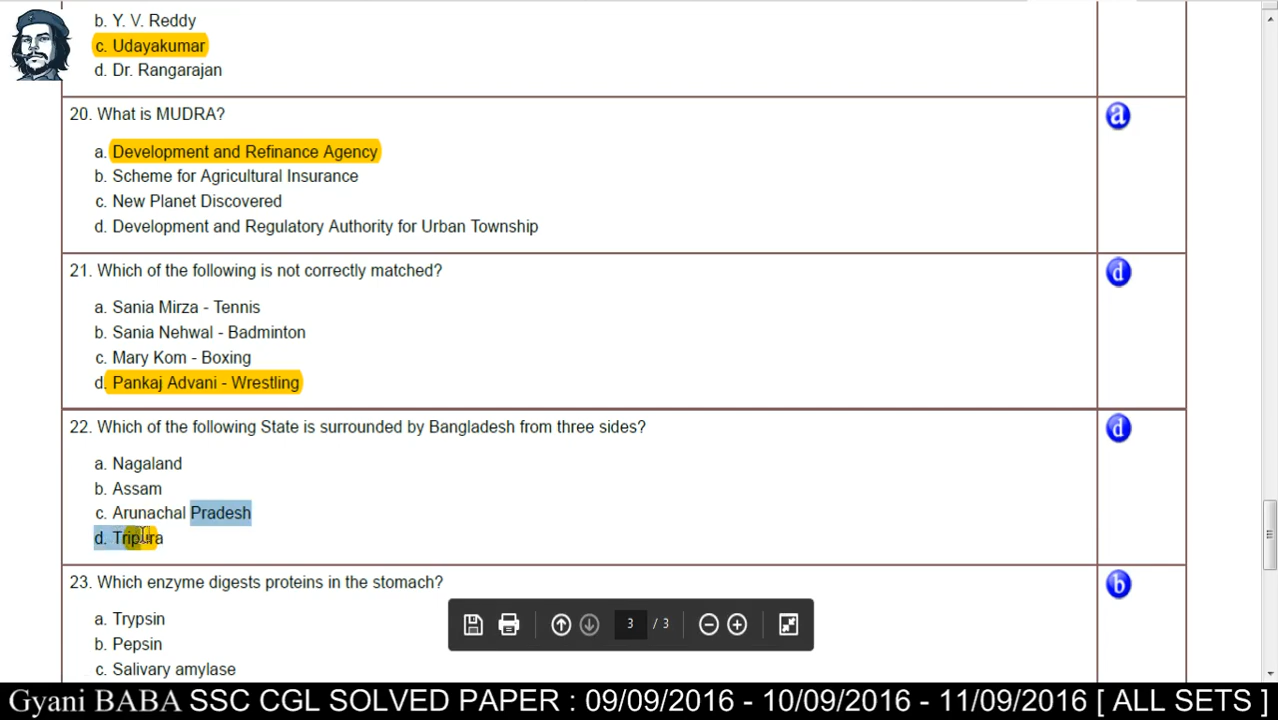 b. Y. V. Reddy
c. Udayakumar
d. Dr. Rangarajan
20. What is MUDRA?
a
a. Development and Refinance Agency
b. Scheme for Agricultural Insurance
c. New Planet Discovered
d. Development and Regulatory Authority for Urban Township
21. Which of the following is not correctly matched?
d
a. Sania Mirza - Tennis
b. Sania Nehwal - Badminton
c. Mary Kom - Boxing
d. Pankaj Advani - Wrestling
22. Which of the following State is surrounded by Bangladesh from three sides?
d
a. Nagaland
b. Assam
c. Arunachal Pradesh
d. Tripura
23. Which enzyme digests proteins in the stomach?
b
a. Trypsin
b. Pepsin
c. Salivary amylase
3 / 3
Gyani BABA SSC CGL SOLVED PAPER : 09/09/2016 - 10/09/2016 - 11/09/2016 [ ALL SETS ]